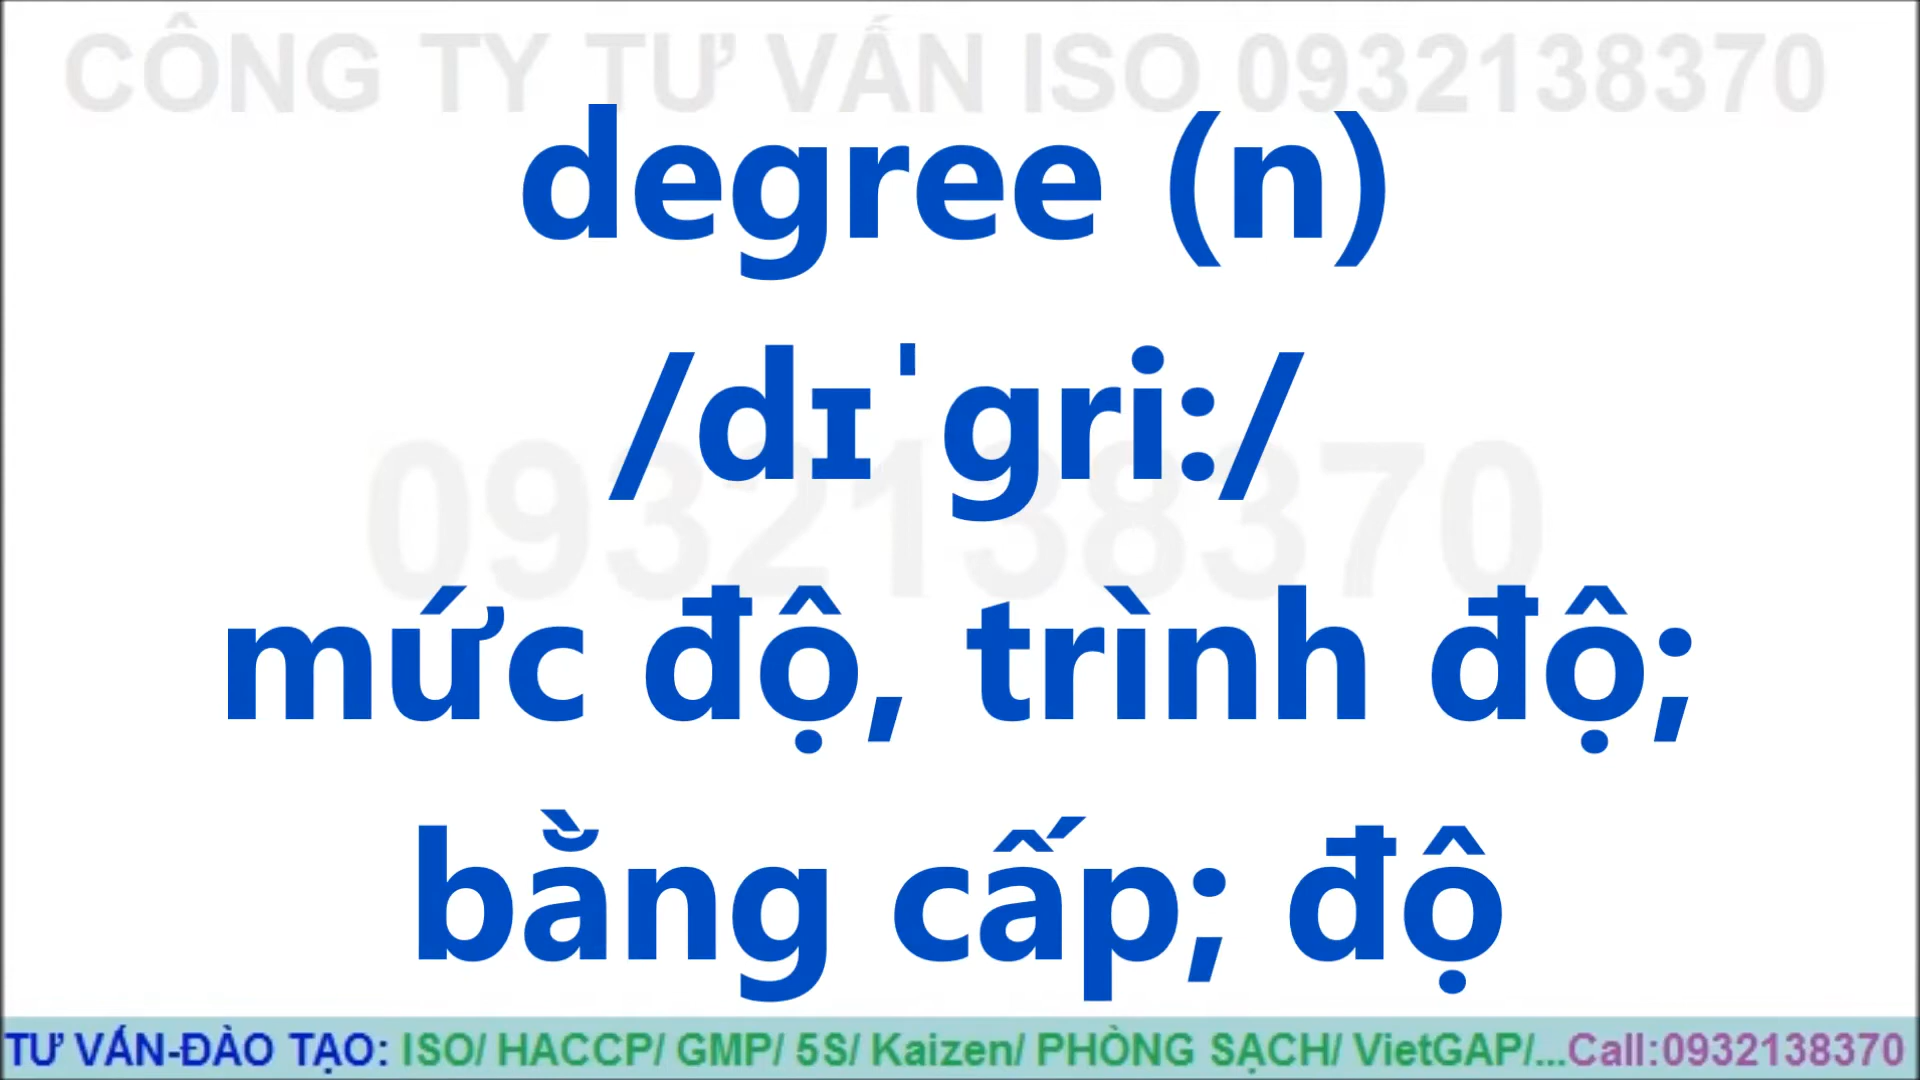 CÔNG TY TƯ VẤN ISO 0932138370
degree (n)
/dɪˈgri:/
0932138370
mức độ, trình độ;
bằng cấp; độ
TƯ VẤN-ĐÀO TẠO: ISO/ HACCP/ GMP/ 5S/ Kaizen/ PHÒNG SẠCH/ VietGAP/...Call:0932138370